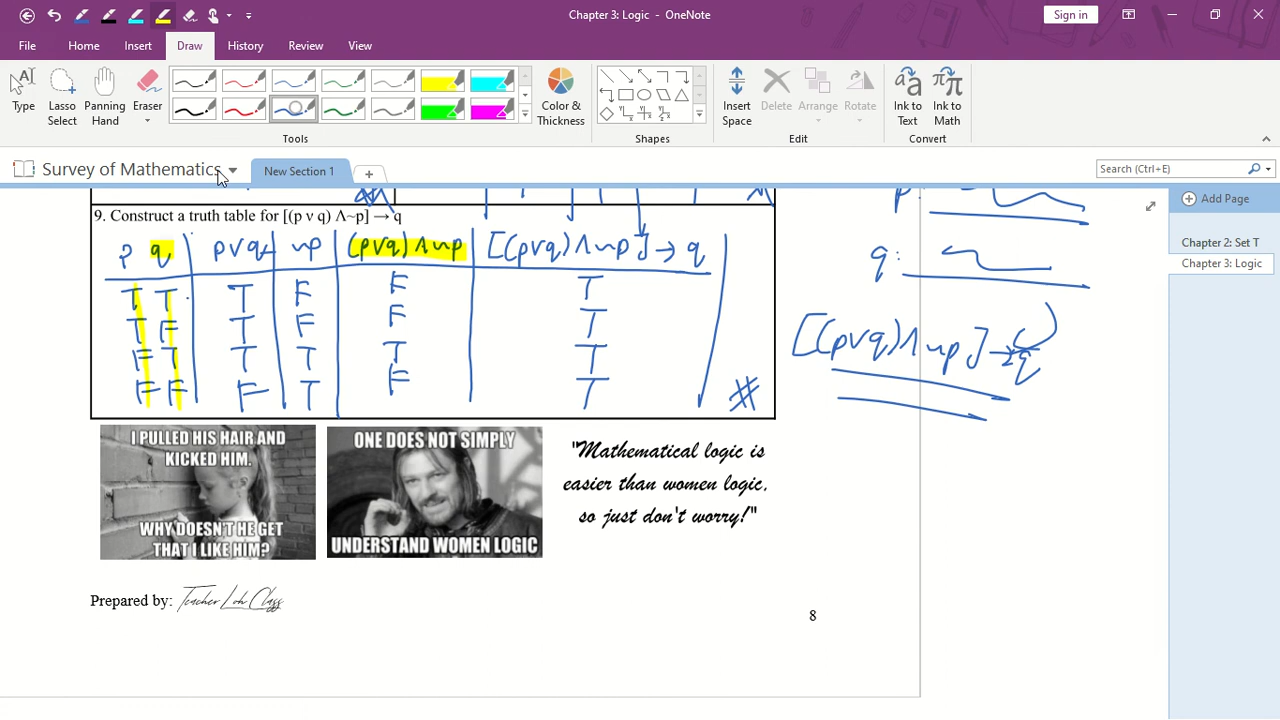 Chapter 3: Logic - OneNote
Sign in
File Home Insert Draw History Review View
Type
Lasso Select
Panning Hand
Eraser
Color & Thickness
Insert Space
Delete
Arrange
Rotate
Ink to Text
Ink to Math
Tools
Shapes
Edit
Convert
Survey of Mathematics
New Section 1
Search (Ctrl+E)
Add Page
Chapter 2: Set T
Chapter 3: Logic
9. Construct a truth table for [(p ∨ q) Λ~p] → q
p q p∨q ~p (p∨q)∧~p [(p∨q)∧~p] → q
T T T F F T
T F T F F T
F T T T T T
F F F T F T
p:
q:
[(p∨q)∧~p] → q
I PULLED HIS HAIR AND
KICKED HIM.
WHY DOESN'T HE GET
THAT I LIKE HIM?
ONE DOES NOT SIMPLY
UNDERSTAND WOMEN LOGIC
"Mathematical logic is
easier than women logic,
so just don't worry!"
Prepared by: Teacher Loh Class
8